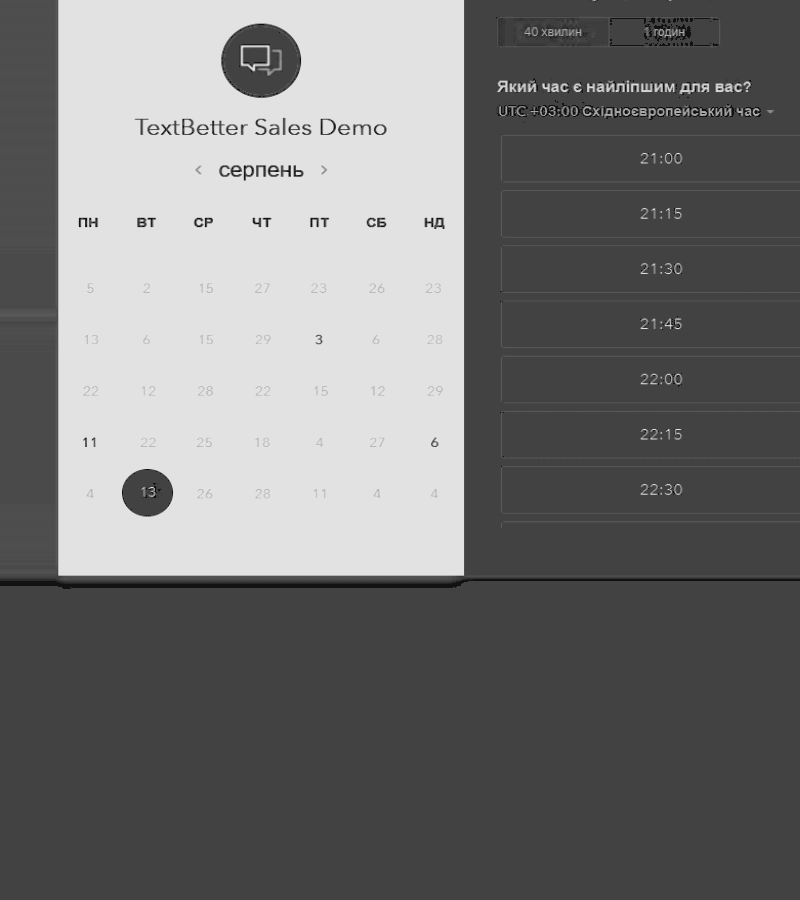 TextBetter Sales Demo
серпень
ПН ВТ СР ЧТ ПТ СБ НД
5 2 15 27 23 26 23
13 6 15 29 3 6 28
22 12 28 22 15 12 29
11 22 25 18 4 27 6
4 13 26 28 11 4 4
40 хвилин 1 годин
Який час є найліпшим для вас?
UTC +03:00 Східноєвропейський час
21:00
21:15
21:30
21:45
22:00
22:15
22:30